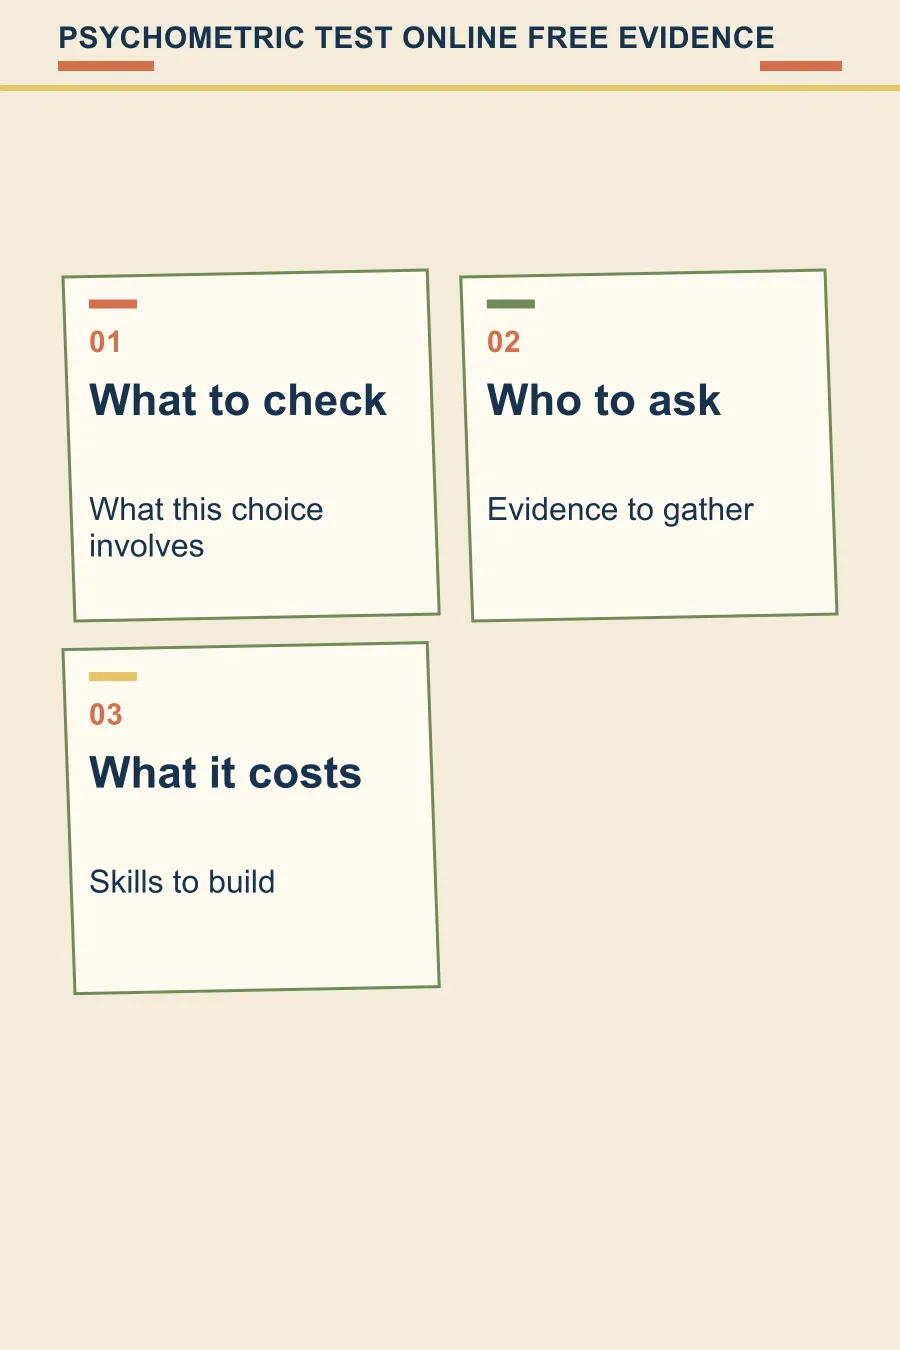 PSYCHOMETRIC TEST ONLINE FREE EVIDENCE
01
What to check
What this choice
involves
02
Who to ask
Evidence to gather
03
What it costs
Skills to build